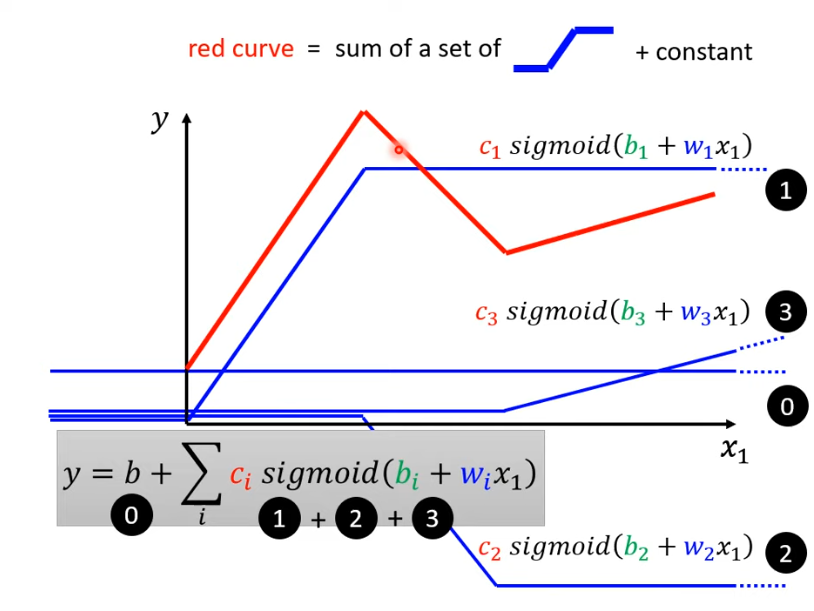 red curve = sum of a set of + constant
y
c₁ sigmoid(b₁ + w₁x₁)
1
c₃ sigmoid(b₃ + w₃x₁)
3
0
x₁
y = b + ∑ᵢ cᵢ sigmoid(bᵢ + wᵢx₁)
0 1 + 2 + 3
c₂ sigmoid(b₂ + w₂x₁)
2